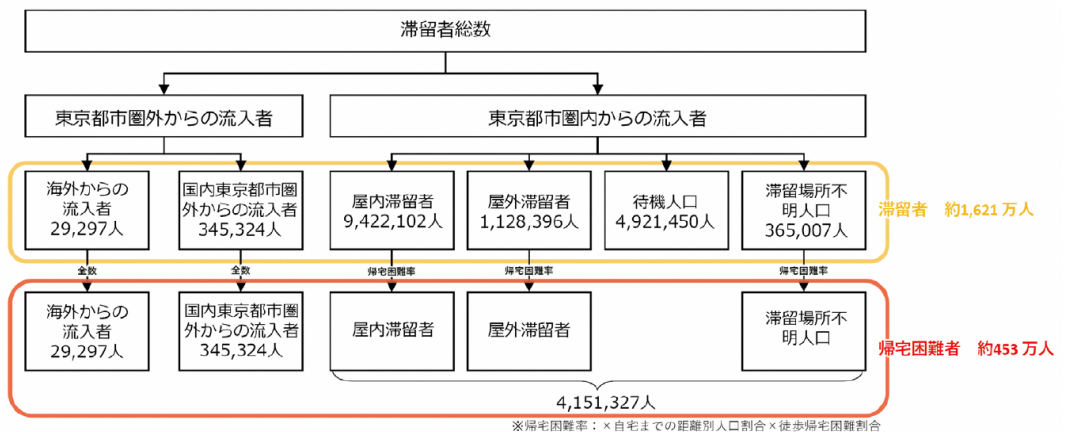 滞留者総数
東京都市圏外からの流入者
東京都市圏内からの流入者
海外からの
流入者
29,297人
国内東京都市圏
外からの流入者
345,324人
屋内滞留者
9,422,102人
屋外滞留者
1,128,396人
待機人口
4,921,450人
滞留場所不
明人口
365,007人
滞留者 約1,621 万人
全数
全数
帰宅困難率
帰宅困難率
帰宅困難率
海外からの
流入者
29,297人
国内東京都市圏
外からの流入者
345,324人
屋内滞留者
屋外滞留者
滞留場所不
明人口
帰宅困難者 約453 万人
4,151,327人
※帰宅困難率：×自宅までの距離別人口割合×徒歩帰宅困難割合